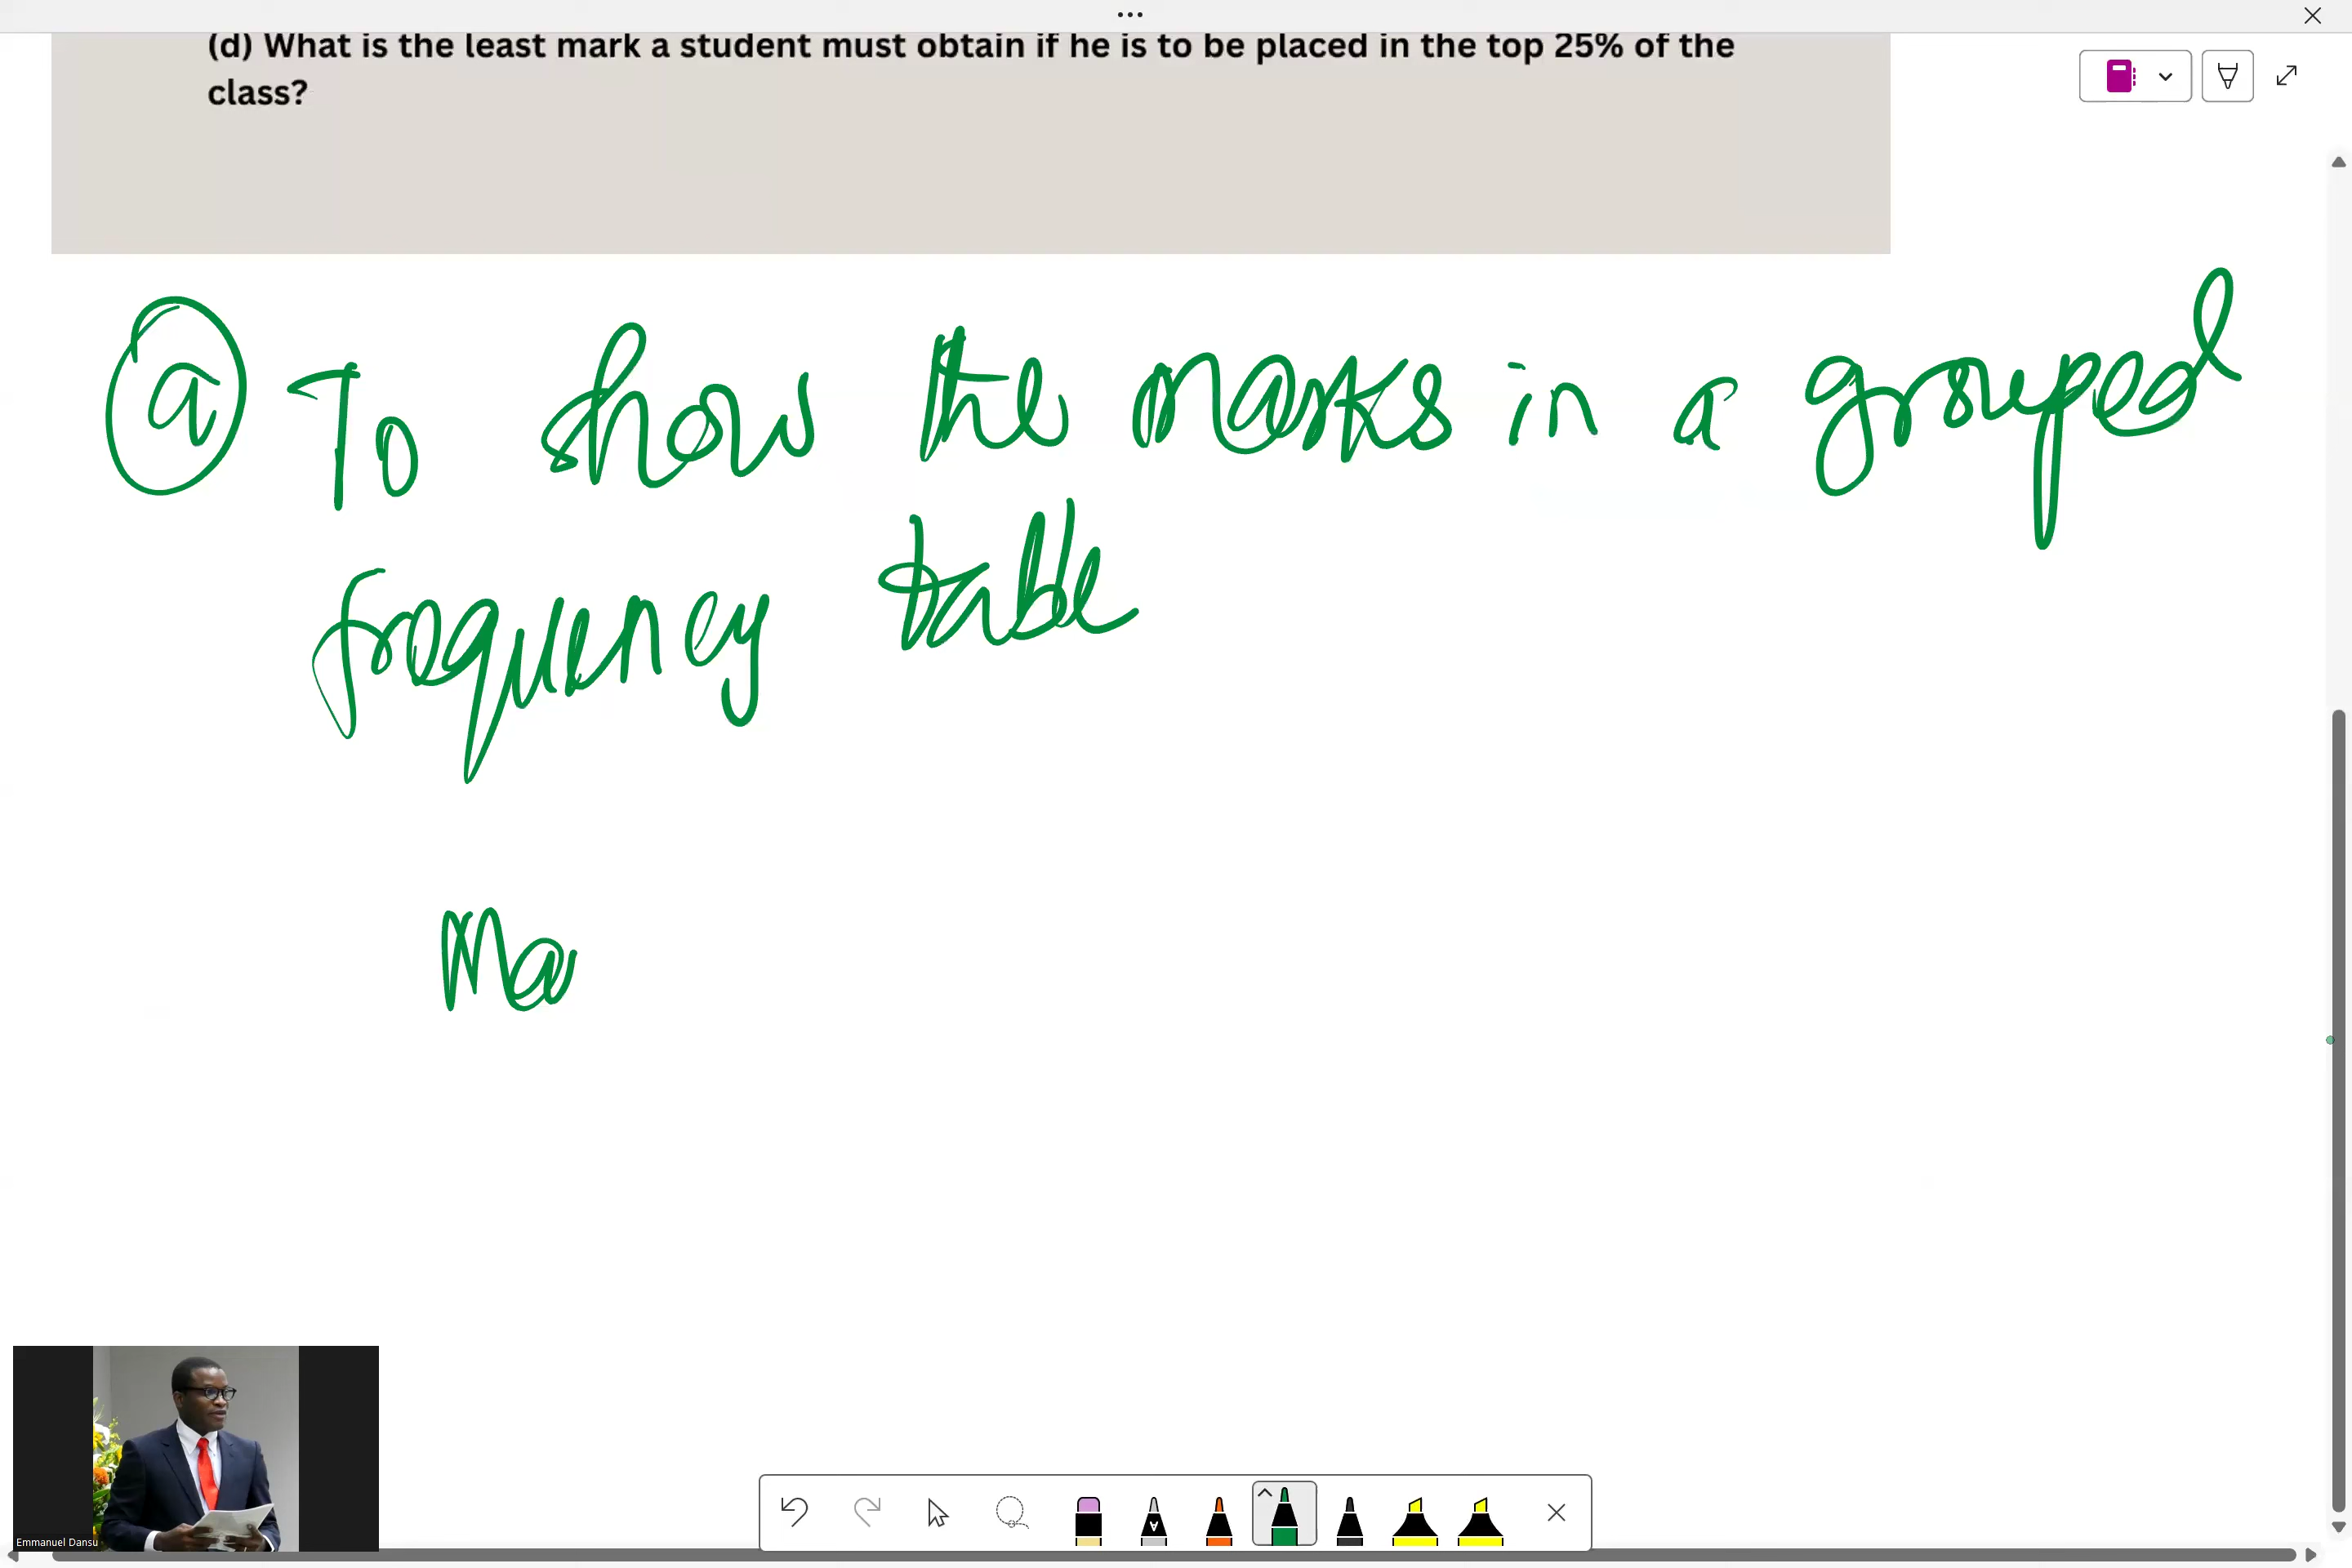 (d) What is the least mark a student must obtain if he is to be placed in the top 25% of the
class?
a To show the marks in a grouped
frequency table
Ma
Emmanuel Dansu